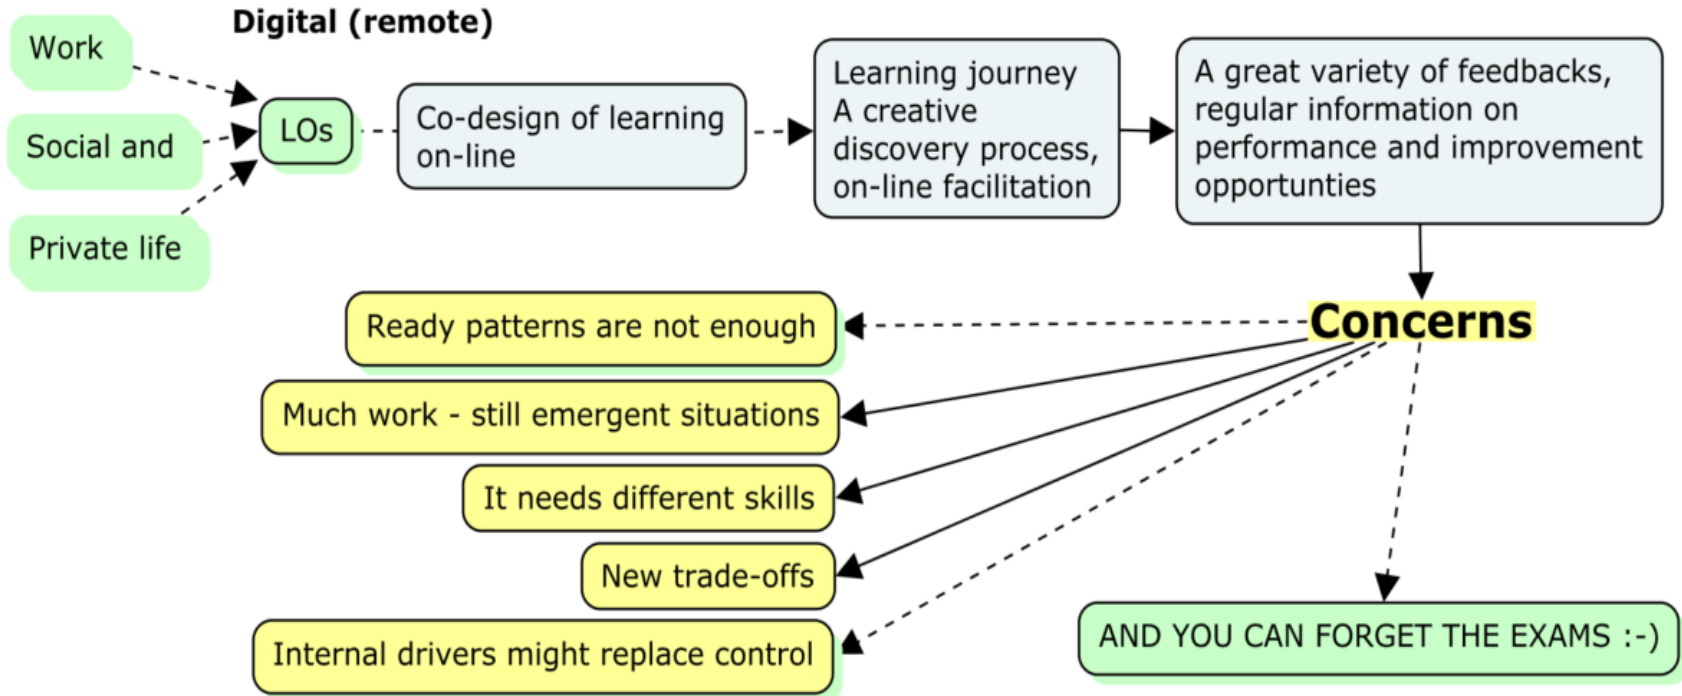 Digital (remote)
Work
Social and
Private life
LOs
Co-design of learning
on-line
Learning journey
A creative
discovery process,
on-line facilitation
A great variety of feedbacks,
regular information on
performance and improvement
opportunties
Concerns
Ready patterns are not enough
Much work - still emergent situations
It needs different skills
New trade-offs
Internal drivers might replace control
AND YOU CAN FORGET THE EXAMS :-)